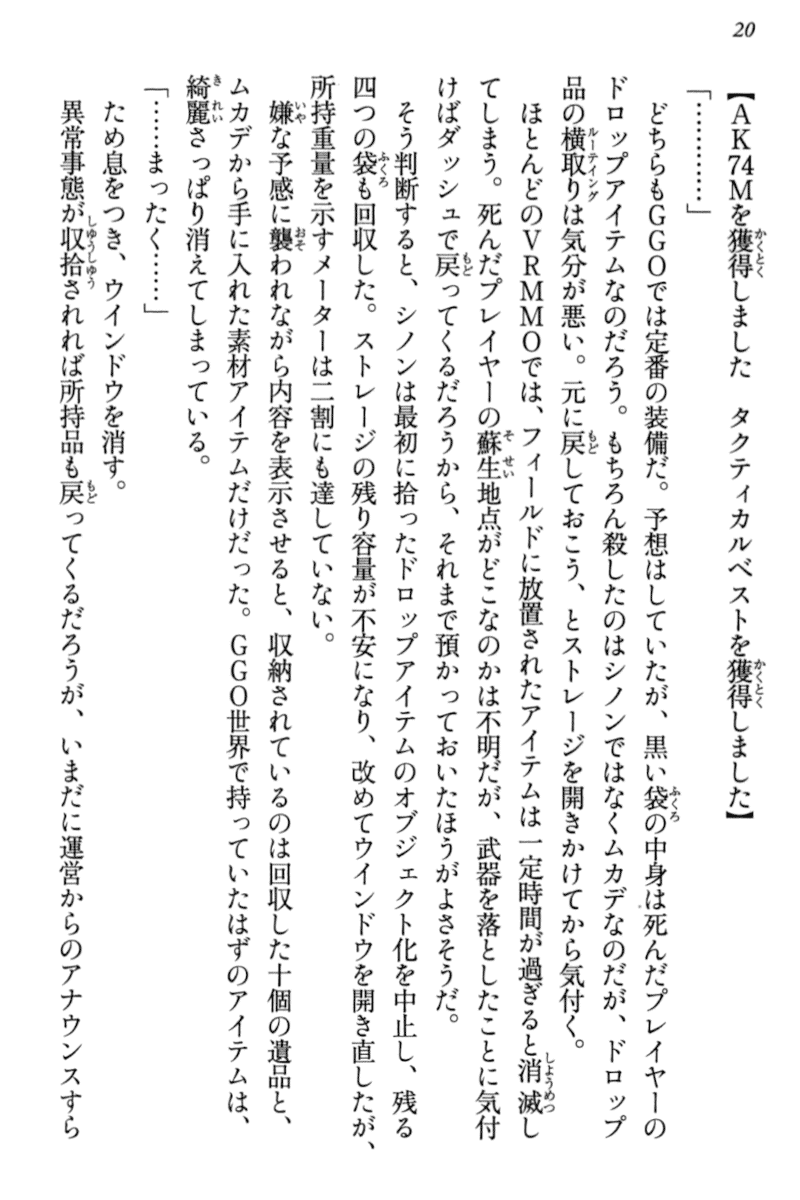 20
【AK74Mを獲得しました　タクティカルベストを獲得しました】
「…………」
　どちらもGGOでは定番の装備だ。予想はしていたが、黒い袋の中身は死んだプレイヤーの
ドロップアイテムなのだろう。もちろん殺したのはシノンではなくムカデなのだが、ドロップ
品の横取りは気分が悪い。元に戻しておこう、とストレージを開きかけてから気付く。
　ほとんどのVRMMOでは、フィールドに放置されたアイテムは一定時間が過ぎると消滅し
てしまう。死んだプレイヤーの蘇生地点がどこなのかは不明だが、武器を落としたことに気付
けばダッシュで戻ってくるだろうから、それまで預かっておいたほうがよさそうだ。
　そう判断すると、シノンは最初に拾ったドロップアイテムのオブジェクト化を中止し、残る
四つの袋も回収した。ストレージの残り容量が不安になり、改めてウインドウを開き直したが、
所持重量を示すメーターは二割にも達していない。
　嫌な予感に襲われながら内容を表示させると、収納されているのは回収した十個の遺品と、
ムカデから手に入れた素材アイテムだけだった。GGO世界で持っていたはずのアイテムは、
綺麗さっぱり消えてしまっている。
「……まったく……」
　ため息をつき、ウインドウを消す。
　異常事態が収拾されれば所持品も戻ってくるだろうが、いまだに運営からのアナウンスすら